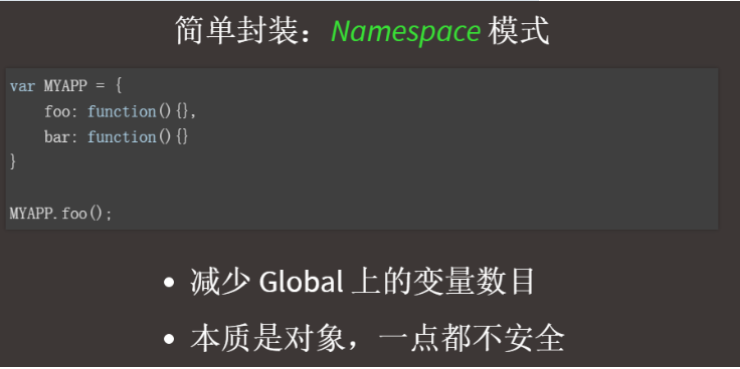 简单封装：Namespace 模式
var MYAPP = {
    foo: function(){},
    bar: function(){}
}
MYAPP.foo();
• 减少 Global 上的变量数目
• 本质是对象，一点都不安全